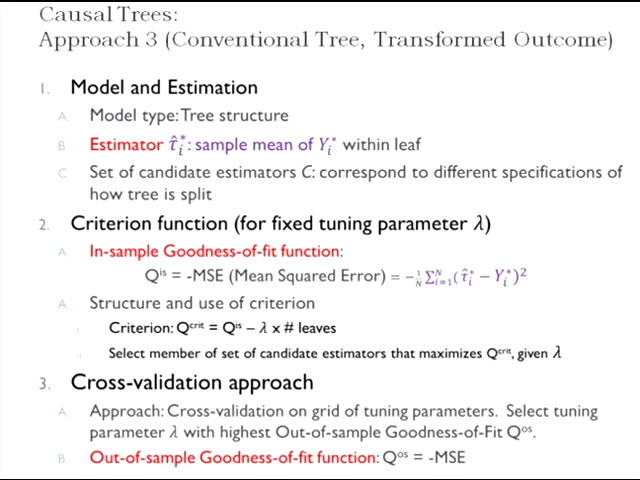 Causal Trees:
Approach 3 (Conventional Tree, Transformed Outcome)
1. Model and Estimation
A. Model type: Tree structure
B. Estimator τ̂ᵢ*: sample mean of Yᵢ* within leaf
C. Set of candidate estimators C: correspond to different specifications of
how tree is split
2. Criterion function (for fixed tuning parameter λ)
A. In-sample Goodness-of-fit function:
Qⁱˢ = -MSE (Mean Squared Error) = −1/N Σᵢ₌₁ᴺ(τ̂ᵢ* − Yᵢ*)²
A. Structure and use of criterion
I. Criterion: Qᶜʳⁱᵗ = Qⁱˢ – λ x # leaves
II. Select member of set of candidate estimators that maximizes Qᶜʳⁱᵗ, given λ
3. Cross-validation approach
A. Approach: Cross-validation on grid of tuning parameters. Select tuning
parameter λ with highest Out-of-sample Goodness-of-Fit Qᵒˢ.
B. Out-of-sample Goodness-of-fit function: Qᵒˢ = -MSE